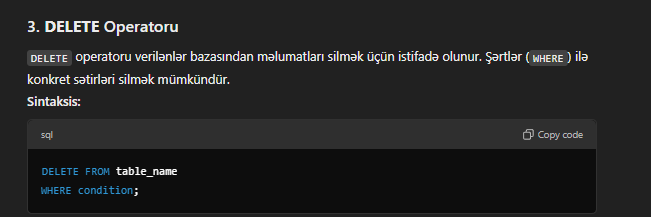 3. DELETE Operatoru
DELETE operatoru verilənlər bazasından məlumatları silmək üçün istifadə olunur. Şərtlər ( WHERE ) ilə
konkret sətirləri silmək mümkündür.
Sintaksis:
sql Copy code
DELETE FROM table_name
WHERE condition;